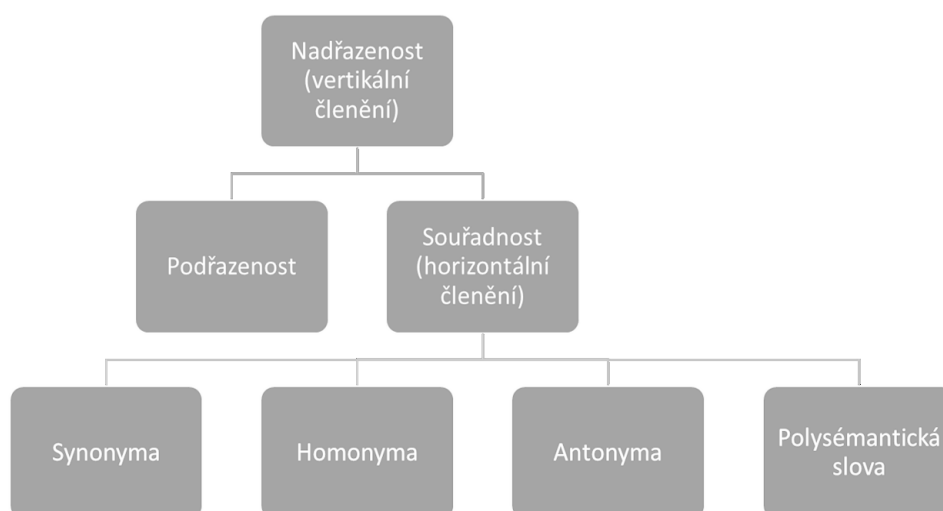 Nadřazenost
(vertikální
členění)
Podřazenost
Souřadnost
(horizontální
členění)
Synonyma
Homonyma
Antonyma
Polysémantická
slova